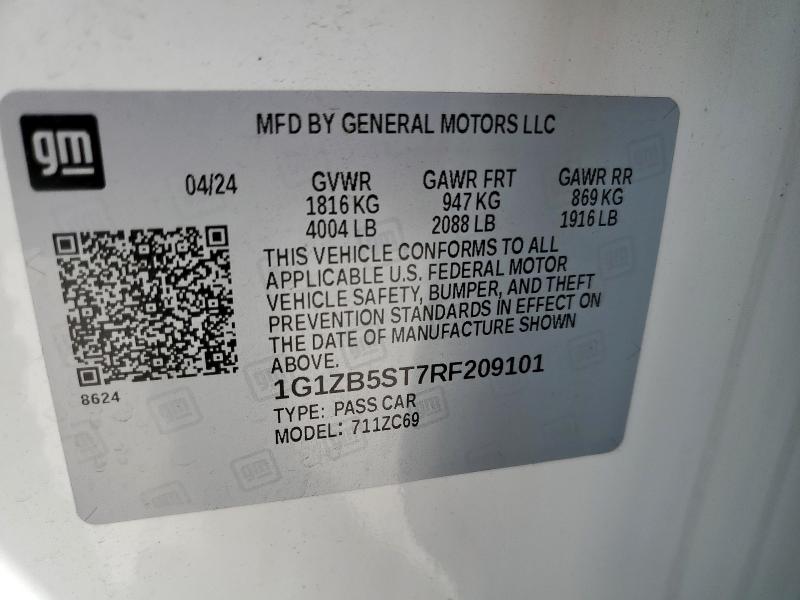 gm
MFD BY GENERAL MOTORS LLC
04/24 GVWR GAWR FRT GAWR RR
1816 KG 947 KG 869 KG
4004 LB 2088 LB 1916 LB
THIS VEHICLE CONFORMS TO ALL
APPLICABLE U.S. FEDERAL MOTOR
VEHICLE SAFETY, BUMPER, AND THEFT
PREVENTION STANDARDS IN EFFECT ON
THE DATE OF MANUFACTURE SHOWN
ABOVE.
8624
1G1ZB5ST7RF209101
TYPE: PASS CAR
MODEL: 711ZC69